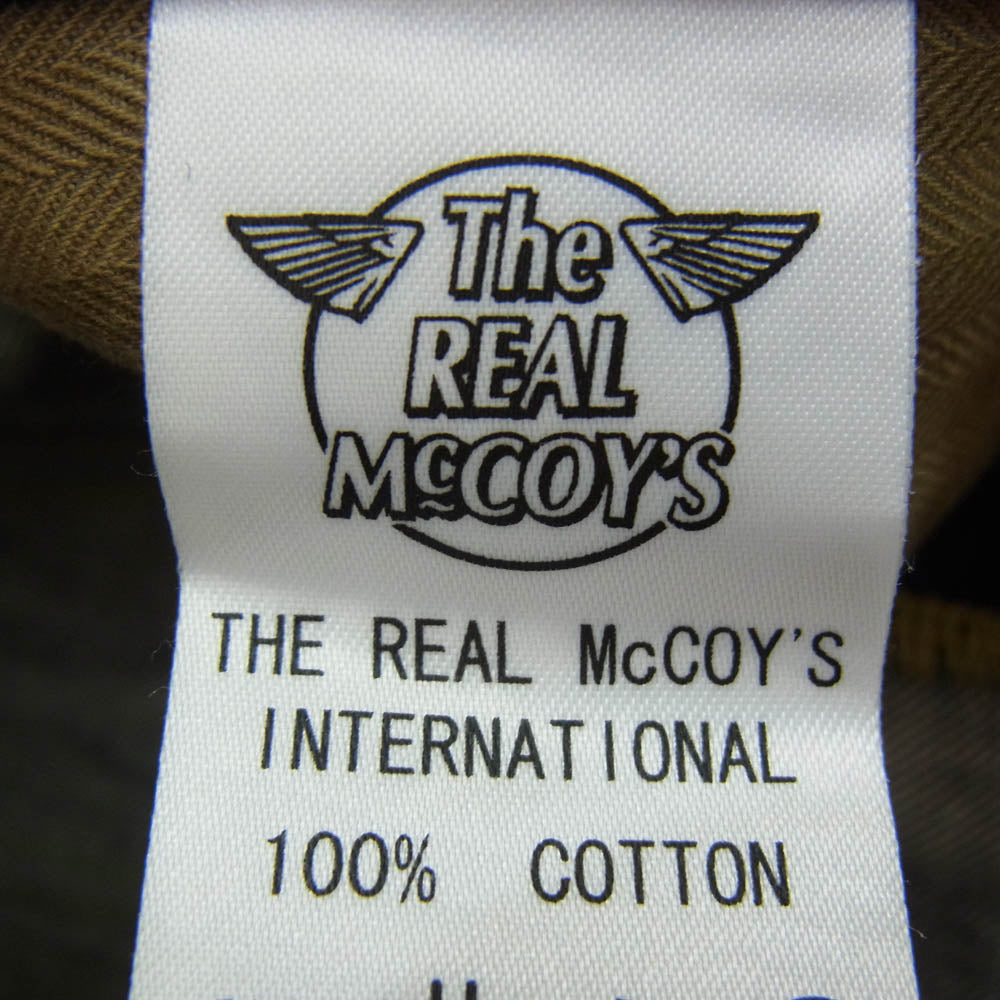 The
REAL
McCOY'S
THE REAL McCOY'S
INTERNATIONAL
100% COTTON